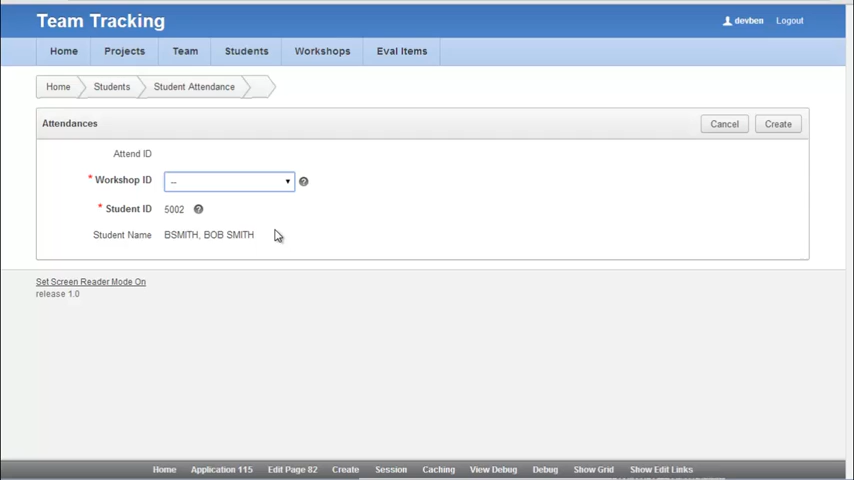 Team Tracking
devben Logout
Home Projects Team Students Workshops Eval Items
Home Students Student Attendance
Attendances Cancel Create
Attend ID
* Workshop ID -- ?
* Student ID 5002 ?
Student Name BSMITH, BOB SMITH
Set Screen Reader Mode On
release 1.0
Home Application 115 Edit Page 82 Create Session Caching View Debug Debug Show Grid Show Edit Links